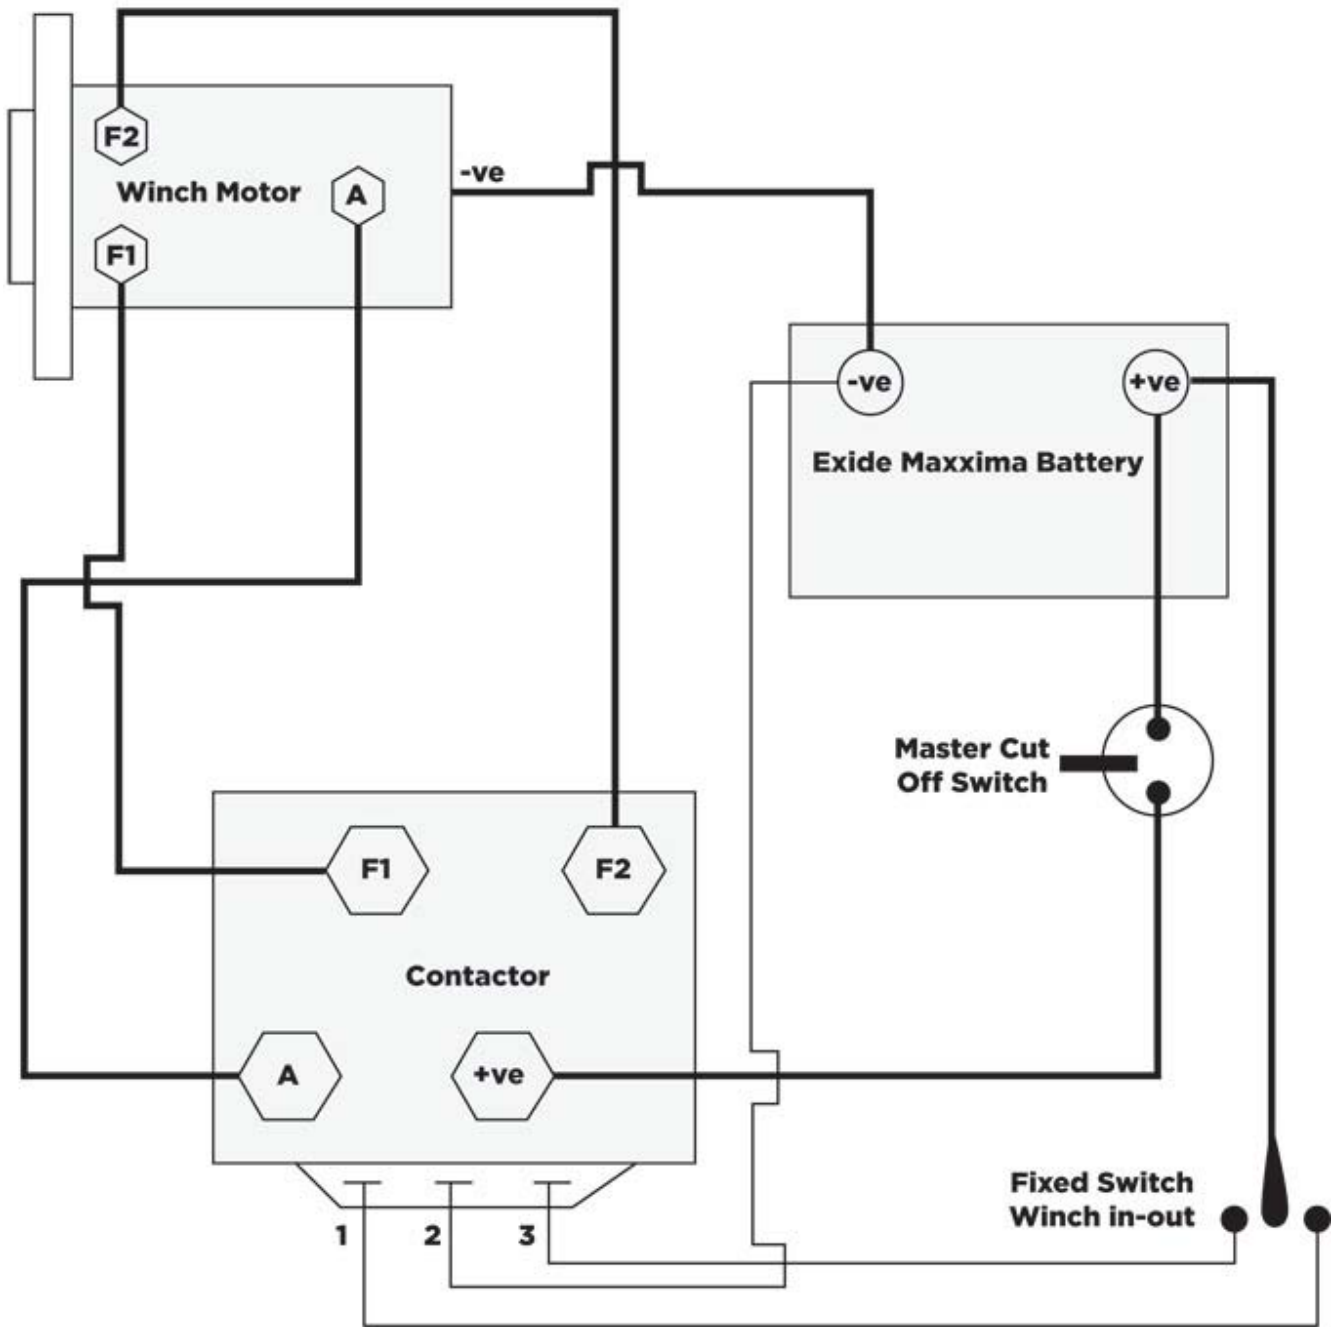 F2
-ve
Winch Motor
A
F1
-ve
+ve
Exide Maxxima Battery
Master Cut
Off Switch
F1
F2
Contactor
A
+ve
Fixed Switch
Winch in-out
1
2
3